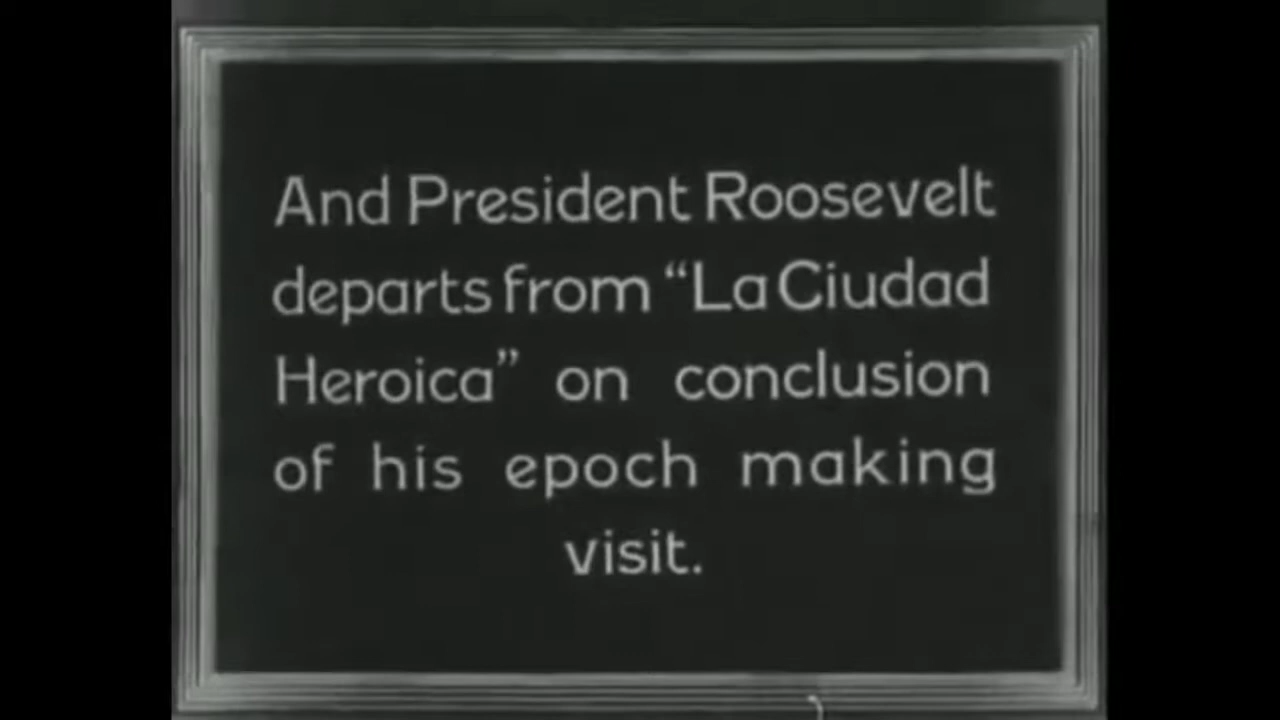 And President Roosevelt
departs from “La Ciudad
Heroica” on conclusion
of his epoch making
visit.